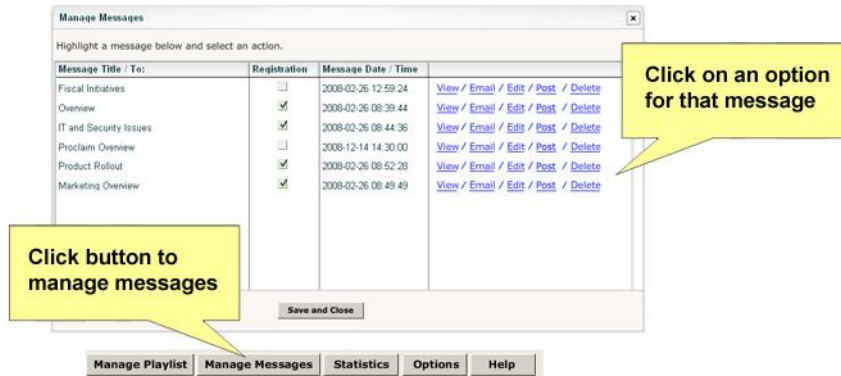 Manage Messages
Highlight a message below and select an action.
Message Title / To: Registration Message Date / Time
Fiscal Initiatives 2008-02-26 12:59:24 View / Email / Edit / Post / Delete
Overview 2008-02-26 08:39:44 View / Email / Edit / Post / Delete
IT and Security Issues 2008-02-26 08:44:36 View / Email / Edit / Post / Delete
Proclaim Overview 2008-12-14 14:30:00 View / Email / Edit / Post / Delete
Product Rollout 2008-02-26 08:52:28 View / Email / Edit / Post / Delete
Marketing Overview 2008-02-26 08:49:49 View / Email / Edit / Post / Delete
Click on an option
for that message
Click button to
manage messages
Save and Close
Manage Playlist Manage Messages Statistics Options Help